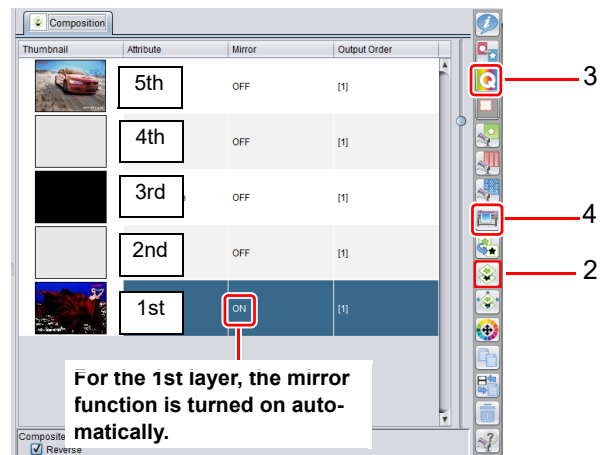 Composition
Thumbnail Attribute Mirror Output Order
5th OFF [1]
3
4th OFF [1]
3rd OFF [1]
4
2nd OFF [1]
2
1st ON [1]
For the 1st layer, the mirror
function is turned on auto-
matically.
Composite
Reverse